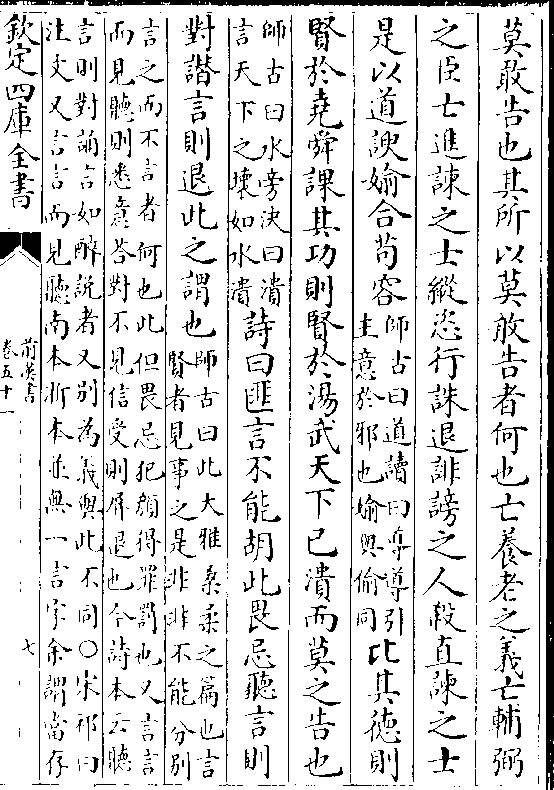 莫敢告也其所以莫敢告者何也亡養老之義亡輔弼
之臣亡進諫之士縱恣行誅退誹謗之人殺直諫之士
是以道諛媮合苟容
師古曰道讀曰導導引
主意於邪也媮與偷同
比其徳則
賢於堯舜課其功則賢於湯武天下已潰而莫之告也
師古曰水旁決曰潰
言天下之壊如水潰
詩曰匪言不能胡此畏忌聽言則
對譖言則退此之謂也
師古曰此大雅桑柔之篇也言
賢者見事之是非非不能分別
言之而不言者何也此但畏忌犯顔得罪罰也又言言
而見聽則悉意荅對不見信受則屏退也今詩本云聽
言則對誦言如醉説者又别為義與此不同○宋祁曰
注文又言言而見聽南本浙本並無一言字余謂當存
欽定四庫全書
前漢書
卷五十一
七